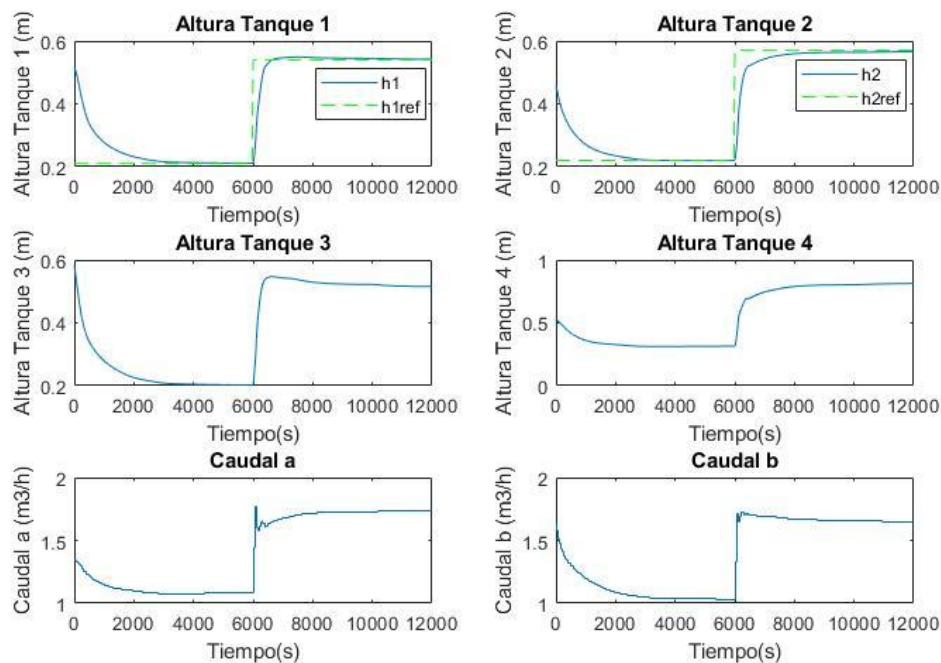 Altura Tanque 1
Altura Tanque 1 (m)
0.6
0.4
0.2
h1
h1ref
0 2000 4000 6000 8000 10000 12000
Tiempo(s)
Altura Tanque 2
Altura Tanque 2 (m)
0.6
0.4
0.2
h2
h2ref
0 2000 4000 6000 8000 10000 12000
Tiempo(s)
Altura Tanque 3
Altura Tanque 3 (m)
0.6
0.4
0.2
0 2000 4000 6000 8000 10000 12000
Tiempo(s)
Altura Tanque 4
Altura Tanque 4 (m)
1
0.5
0
0 2000 4000 6000 8000 10000 12000
Tiempo(s)
Caudal a
Caudal a (m3/h)
2
1.5
1
0 2000 4000 6000 8000 10000 12000
Tiempo(s)
Caudal b
Caudal b (m3/h)
2
1.5
1
0 2000 4000 6000 8000 10000 12000
Tiempo(s)